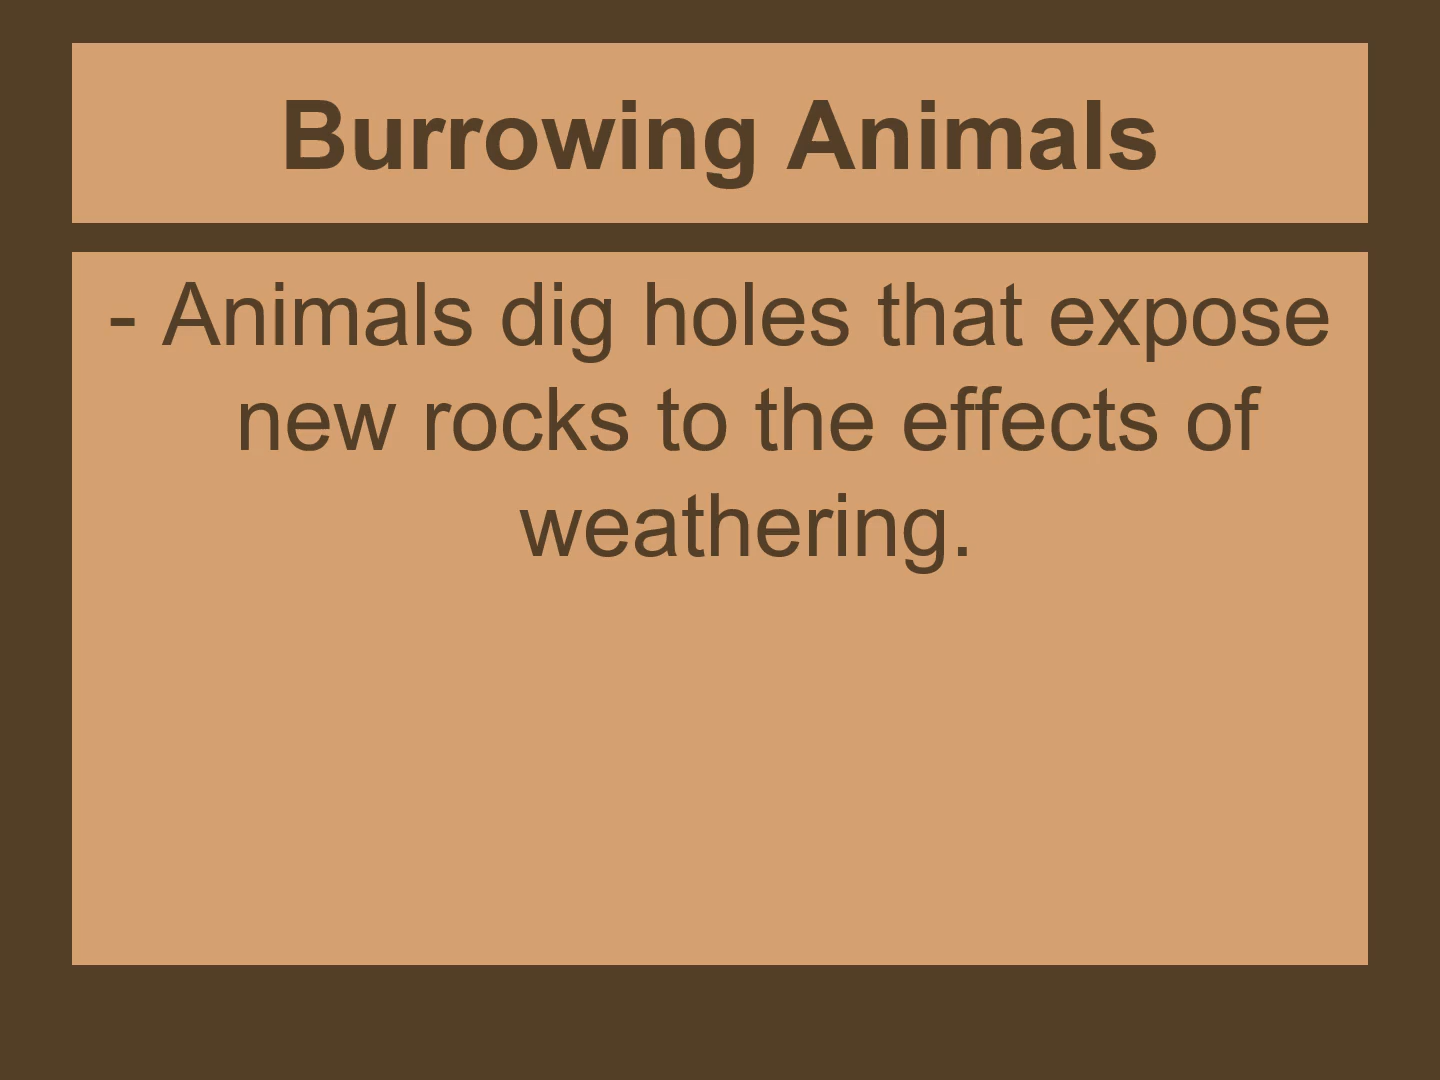 Burrowing Animals
- Animals dig holes that expose
new rocks to the effects of
weathering.